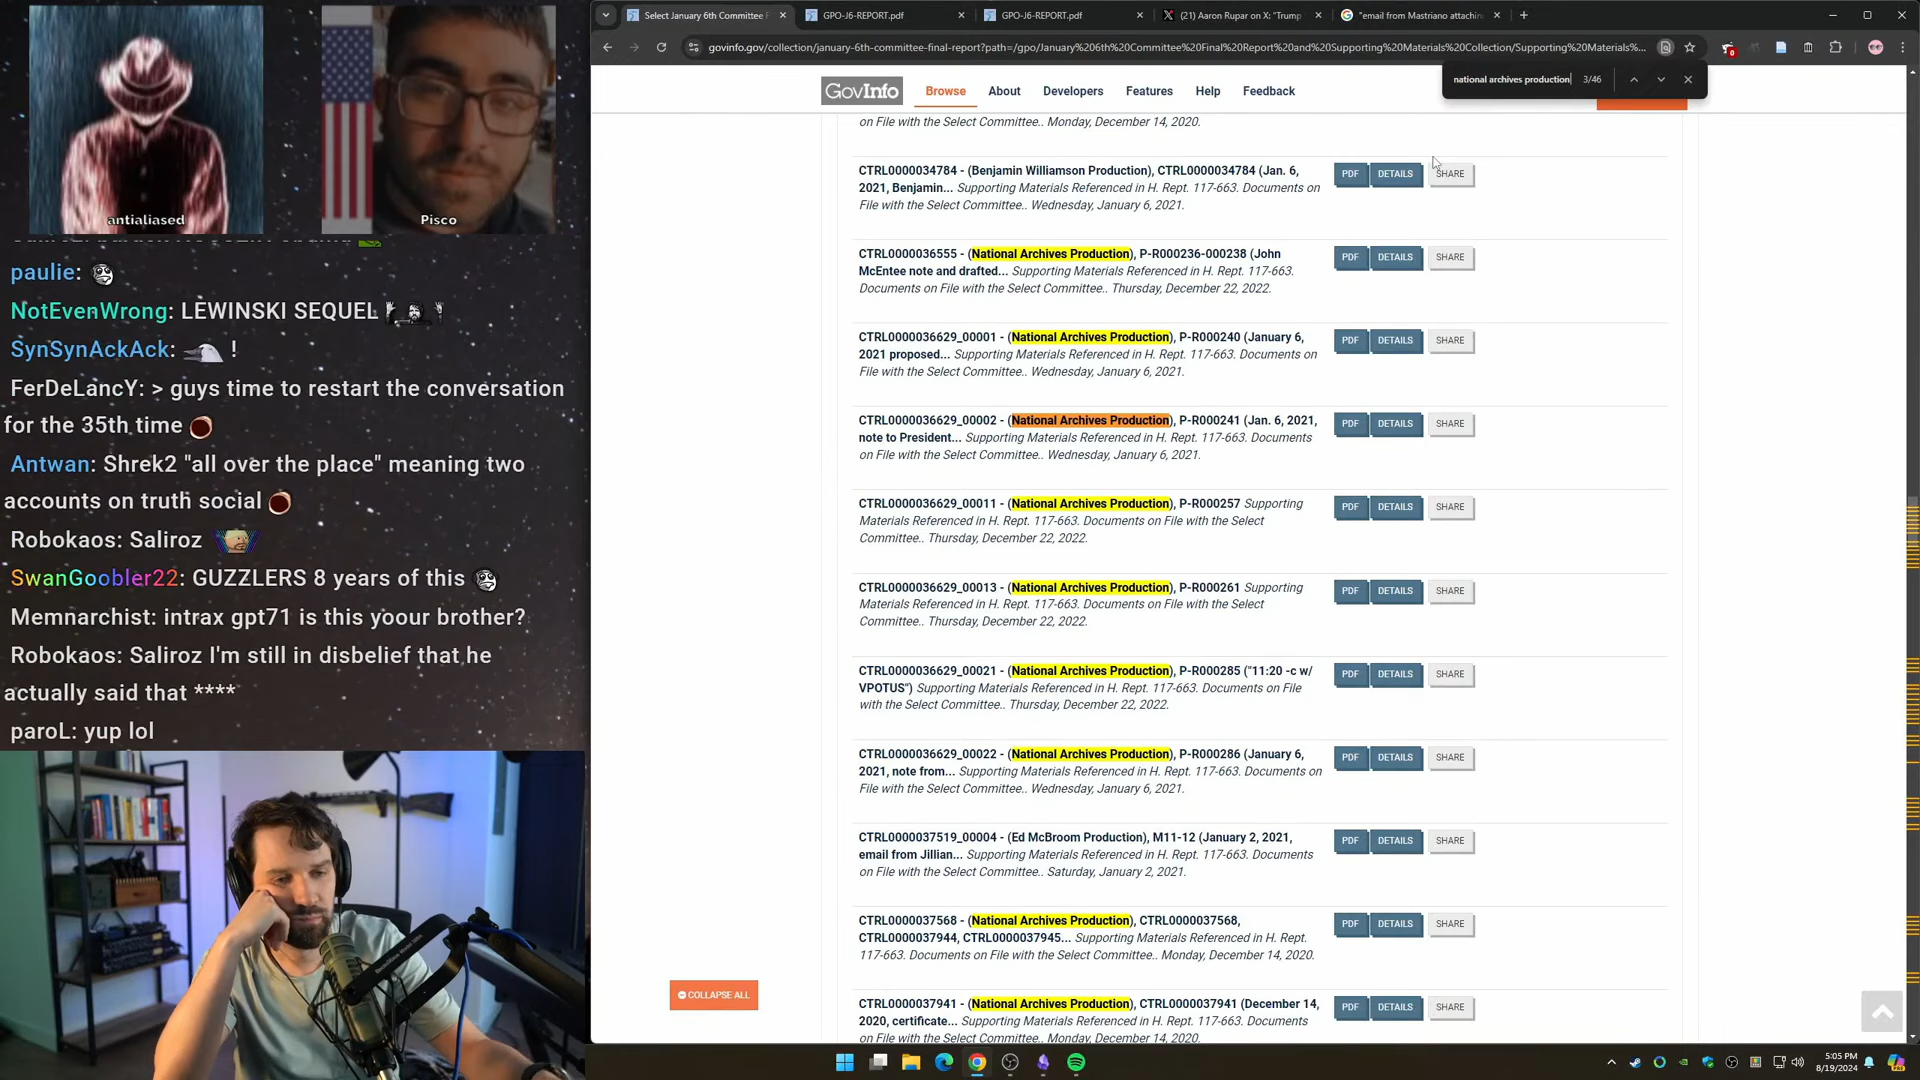 antialiased
Pisco
paulie:
NotEvenWrong: LEWINSKI SEQUEL
SynSynAckAck: !
FerDeLancY: > guys time to restart the conversation
for the 35th time
Antwan: Shrek2 "all over the place" meaning two
accounts on truth social
Robokaos: Saliroz
SwanGoobler22: GUZZLERS 8 years of this
Memnarchist: intrax gpt71 is this yoour brother?
Robokaos: Saliroz I'm still in disbelief that he
actually said that ****
paroL: yup lol
Select January 6th Committee F
GPO-J6-REPORT.pdf
GPO-J6-REPORT.pdf
(21) Aaron Rupar on X: "Trump
"email from Mastriano attachin
govinfo.gov/collection/january-6th-committee-final-report?path=/gpo/January%206th%20Committee%20Final%20Report%20and%20Supporting%20Materials%20Collection/Supporting%20Materials%...
0
national archives production 3/46
GovInfo Browse About Developers Features Help Feedback
on File with the Select Committee.. Monday, December 14, 2020.
CTRL0000034784 - (Benjamin Williamson Production), CTRL0000034784 (Jan. 6,
2021, Benjamin... Supporting Materials Referenced in H. Rept. 117-663. Documents
on File with the Select Committee.. Wednesday, January 6, 2021.
PDF DETAILS SHARE
CTRL0000036555 - (National Archives Production), P-R000236-000238 (John
McEntee note and drafted... Supporting Materials Referenced in H. Rept. 117-663.
Documents on File with the Select Committee.. Thursday, December 22, 2022.
PDF DETAILS SHARE
CTRL0000036629_00001 - (National Archives Production), P-R000240 (January 6,
2021 proposed... Supporting Materials Referenced in H. Rept. 117-663. Documents on
File with the Select Committee.. Wednesday, January 6, 2021.
PDF DETAILS SHARE
CTRL0000036629_00002 - (National Archives Production), P-R000241 (Jan. 6, 2021,
note to President... Supporting Materials Referenced in H. Rept. 117-663. Documents
on File with the Select Committee.. Wednesday, January 6, 2021.
PDF DETAILS SHARE
CTRL0000036629_00011 - (National Archives Production), P-R000257 Supporting
Materials Referenced in H. Rept. 117-663. Documents on File with the Select
Committee.. Thursday, December 22, 2022.
PDF DETAILS SHARE
CTRL0000036629_00013 - (National Archives Production), P-R000261 Supporting
Materials Referenced in H. Rept. 117-663. Documents on File with the Select
Committee.. Thursday, December 22, 2022.
PDF DETAILS SHARE
CTRL0000036629_00021 - (National Archives Production), P-R000285 ("11:20 -c w/
VPOTUS") Supporting Materials Referenced in H. Rept. 117-663. Documents on File
with the Select Committee.. Thursday, December 22, 2022.
PDF DETAILS SHARE
CTRL0000036629_00022 - (National Archives Production), P-R000286 (January 6,
2021, note from... Supporting Materials Referenced in H. Rept. 117-663. Documents on
File with the Select Committee.. Wednesday, January 6, 2021.
PDF DETAILS SHARE
CTRL0000037519_00004 - (Ed McBroom Production), M11-12 (January 2, 2021,
email from Jillian... Supporting Materials Referenced in H. Rept. 117-663. Documents
on File with the Select Committee.. Saturday, January 2, 2021.
PDF DETAILS SHARE
CTRL0000037568 - (National Archives Production), CTRL0000037568,
CTRL0000037944, CTRL0000037945... Supporting Materials Referenced in H. Rept.
117-663. Documents on File with the Select Committee.. Monday, December 14, 2020.
PDF DETAILS SHARE
COLLAPSE ALL
CTRL0000037941 - (National Archives Production), CTRL0000037941 (December 14,
2020, certificate... Supporting Materials Referenced in H. Rept. 117-663. Documents
on File with the Select Committee.. Monday, December 14, 2020.
PDF DETAILS SHARE
5:05 PM
8/19/2024